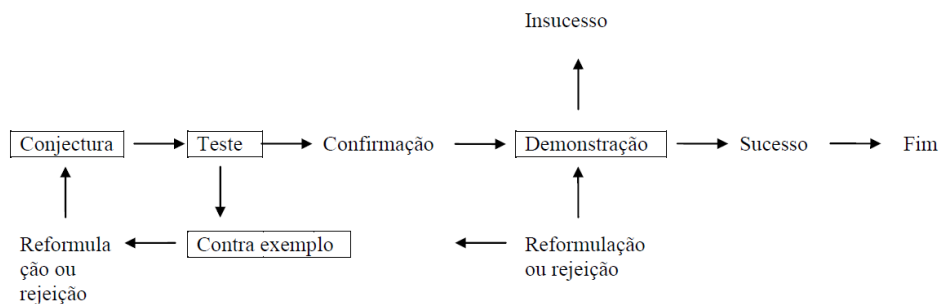 Insucesso
Conjectura Teste Confirmação Demonstração Sucesso Fim
Reformula Contra exemplo Reformulação
ção ou ou rejeição
rejeição